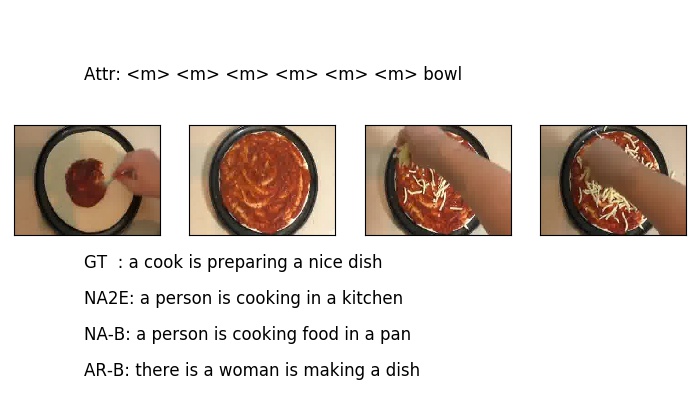 Attr: <m> <m> <m> <m> <m> <m> bowl
GT : a cook is preparing a nice dish
NA2E: a person is cooking in a kitchen
NA-B: a person is cooking food in a pan
AR-B: there is a woman is making a dish